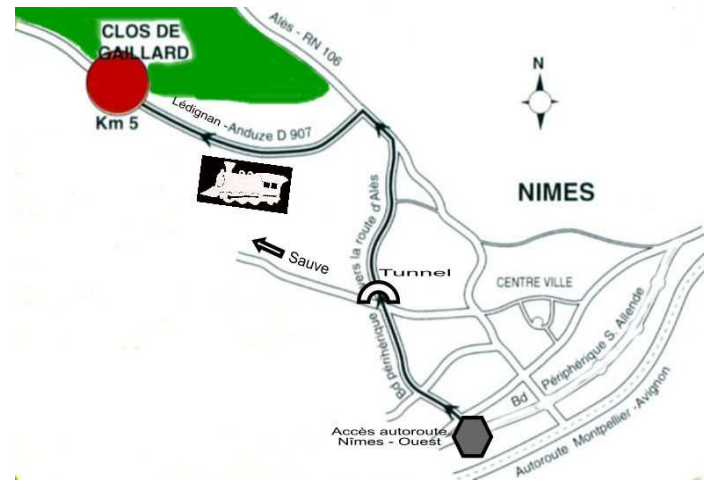 CLOS DE
GAILLARD
Km 5
Alès - RN 106
Lédignan -Anduze D 907
N
NIMES
vers la route d'Alès
Sauve
Tunnel
CENTRE VILLE
Bd périhérique
Bd Périphérique S. Allende
Accès autoroute
Nîmes - Ouest
Autoroute Montpellier -Avignon